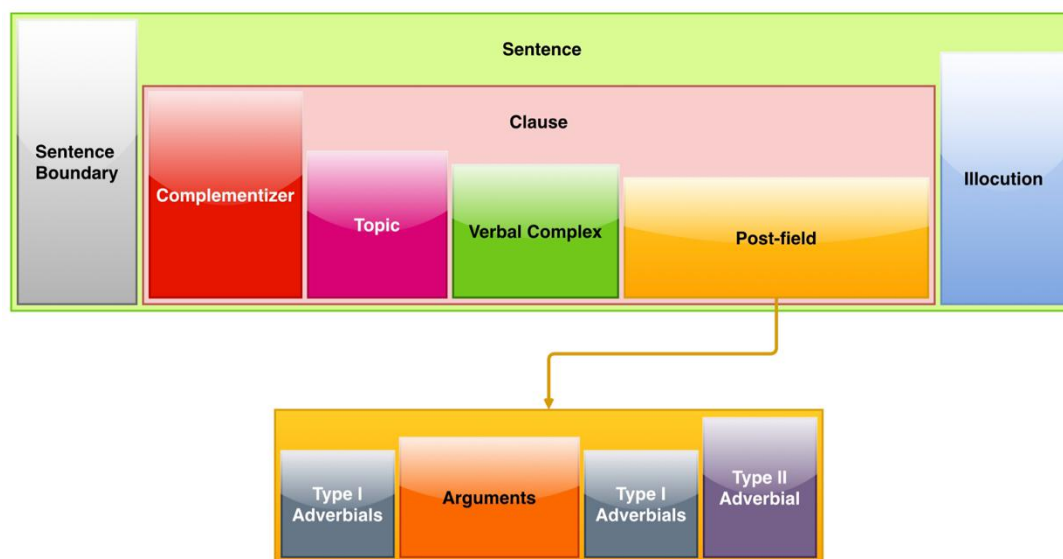 Sentence
Clause
Sentence
Boundary
Complementizer
Topic
Verbal Complex
Post-field
Illocution
Type I
Adverbials
Arguments
Type I
Adverbials
Type II
Adverbial